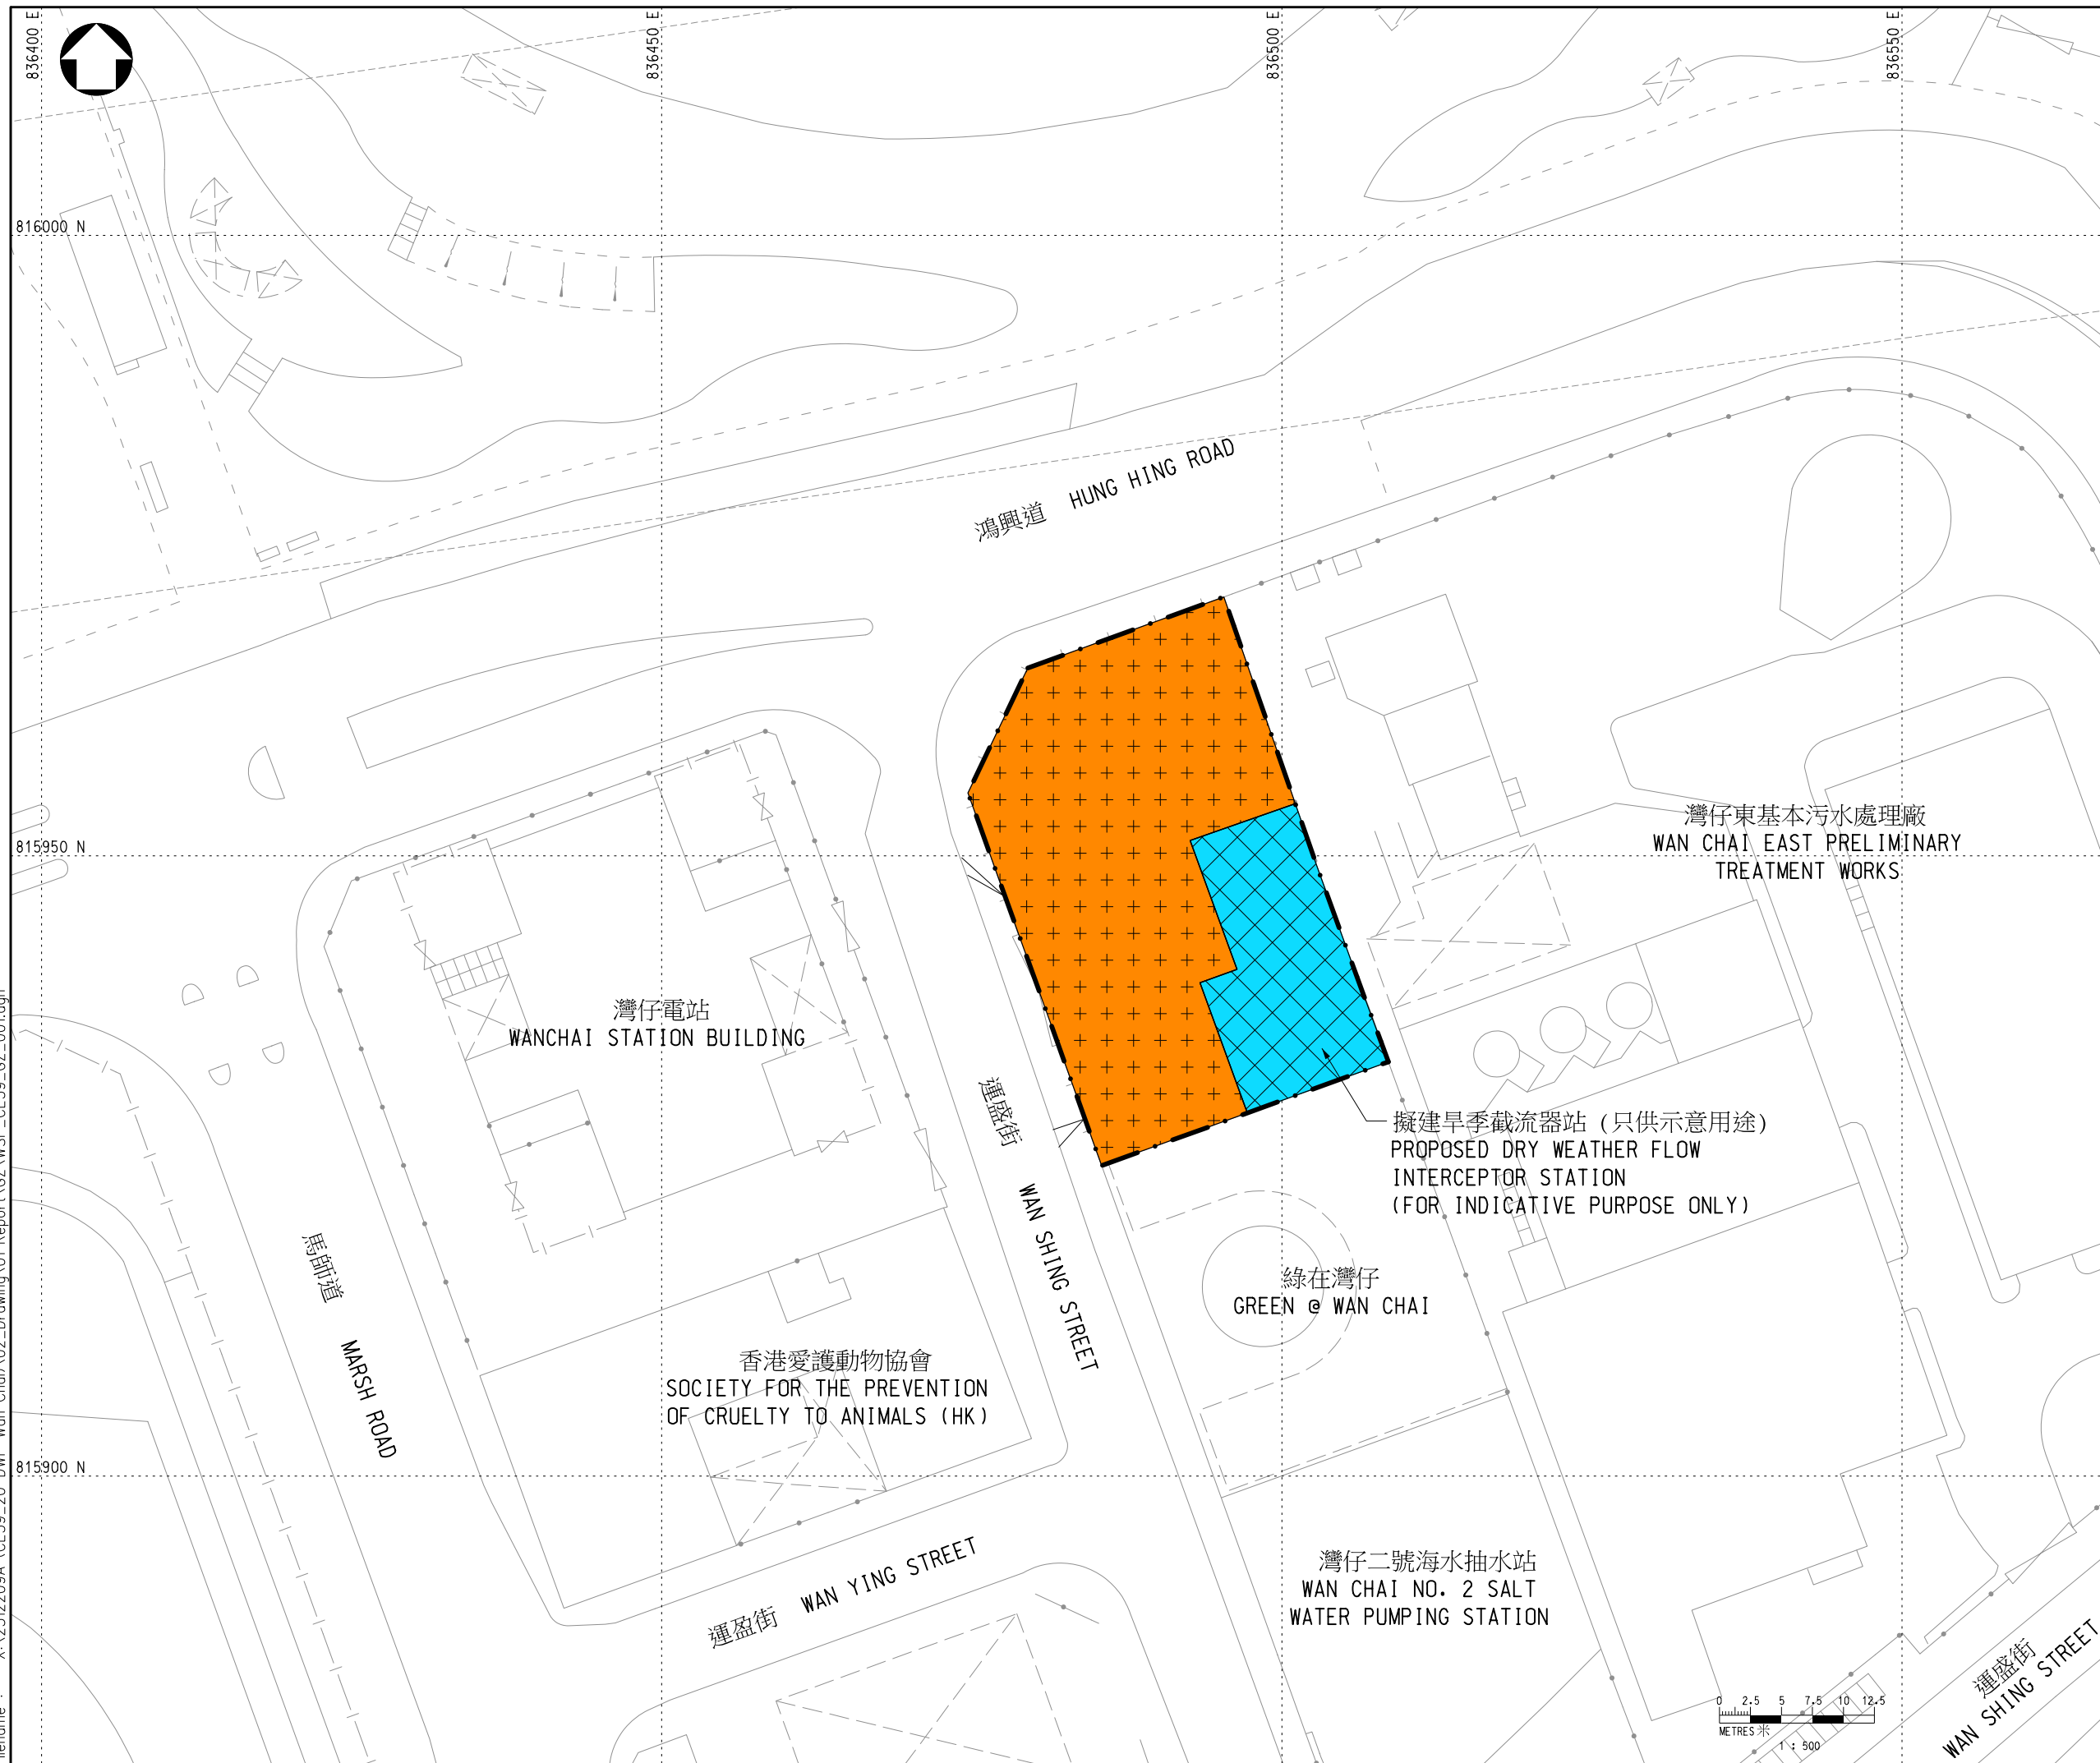 836400 E
836450 E
836500 E
836550 E
816000 N
鴻興道 HUNG HING ROAD
815950 N
灣仔東基本污水處理廠
WAN CHAI EAST PRELIMINARY
TREATMENT WORKS
灣仔電站
WANCHAI STATION BUILDING
運盛街 WAN SHING STREET
擬建旱季截流器站 (只供示意用途)
PROPOSED DRY WEATHER FLOW
INTERCEPTOR STATION
(FOR INDICATIVE PURPOSE ONLY)
馬師道 MARSH ROAD
綠在灣仔
GREEN @ WAN CHAI
香港愛護動物協會
SOCIETY FOR THE PREVENTION
OF CRUELTY TO ANIMALS (HK)
815900 N
運盈街 WAN YING STREET
灣仔二號海水抽水站
WAN CHAI NO. 2 SALT
WATER PUMPING STATION
運盛街
WAN SHING STREET
0 2.5 5 7.5 10 12.5
METRES 米
1 : 500